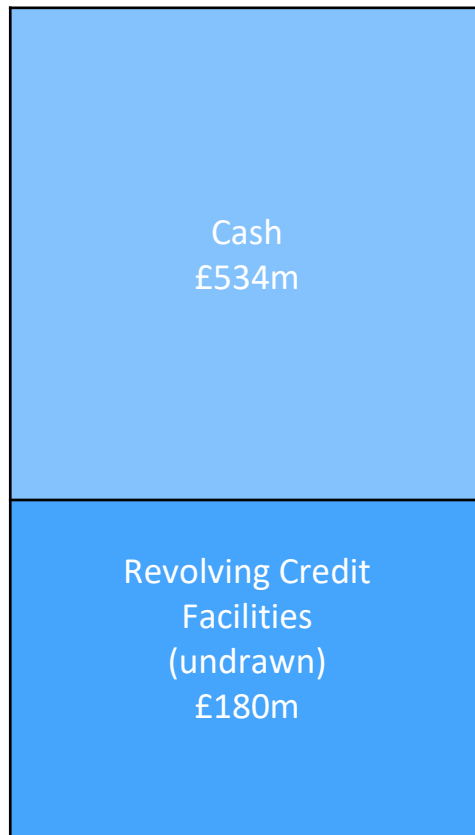 Cash
£534m
Revolving Credit
Facilities
(undrawn)
£180m